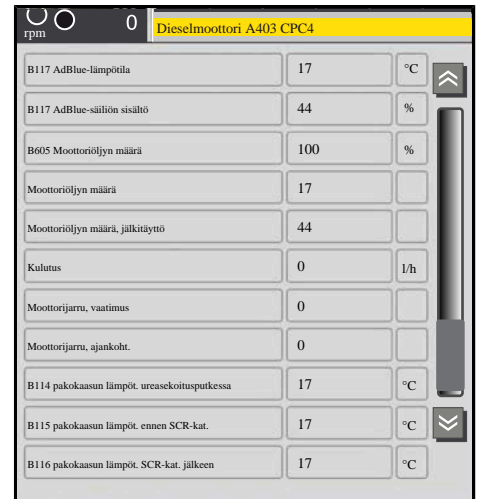 rpm 0 Dieselmoottori A403 CPC4
B117 AdBlue-lämpötila 17 °C
B117 AdBlue-säiliön sisältö 44 %
B605 Moottoriöljyn määrä 100 %
Moottoriöljyn määrä 17
Moottoriöljyn määrä, jälkitäyttö 44
Kulutus 0 l/h
Moottorijarru, vaatimus 0
Moottorijarru, ajankoht. 0
B114 pakokaasun lämpöt. ureasekoitusputkessa 17 °C
B115 pakokaasun lämpöt. ennen SCR-kat. 17 °C
B116 pakokaasun lämpöt. SCR-kat. jälkeen 17 °C